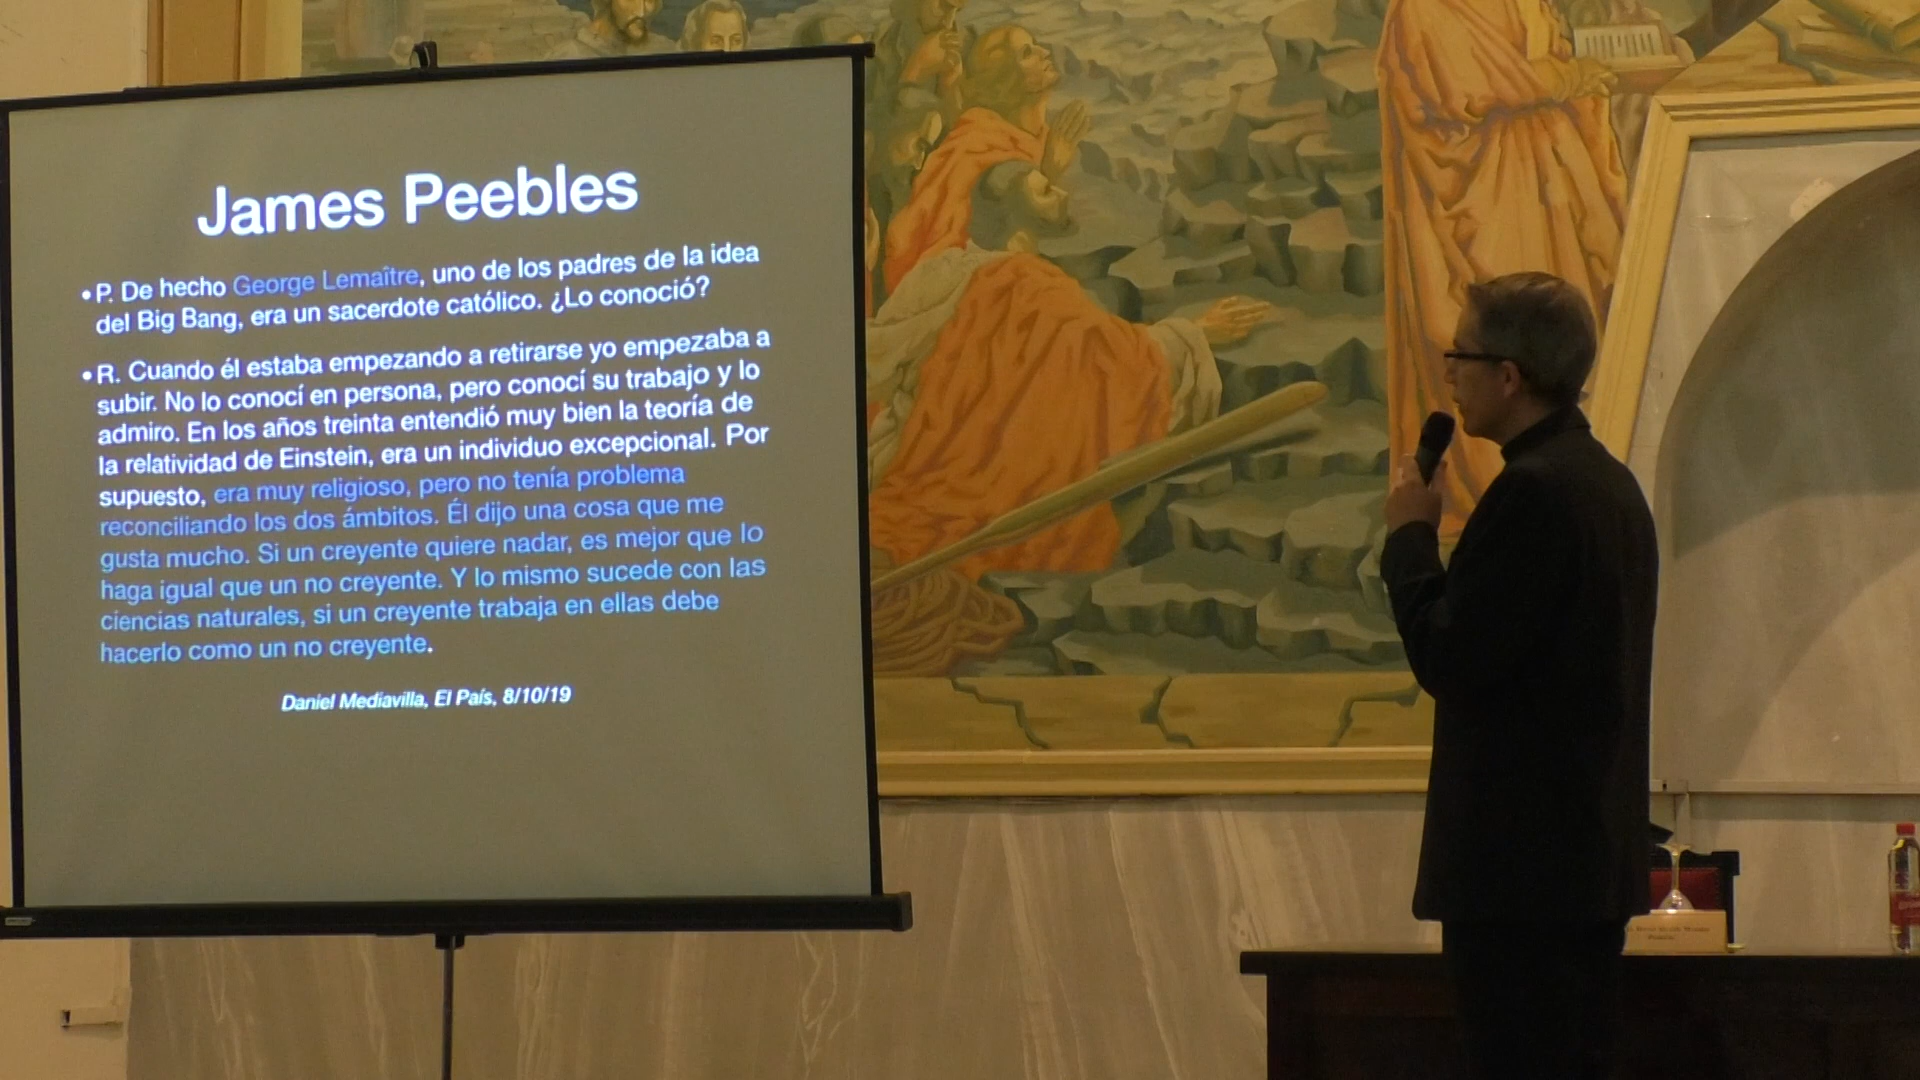 James Peebles
•P. De hecho George Lemaître, uno de los padres de la idea
del Big Bang, era un sacerdote católico. ¿Lo conoció?
•R. Cuando él estaba empezando a retirarse yo empezaba a
subir. No lo conocí en persona, pero conocí su trabajo y lo
admiro. En los años treinta entendió muy bien la teoría de
la relatividad de Einstein, era un individuo excepcional. Por
supuesto, era muy religioso, pero no tenía problema
reconciliando los dos ámbitos. Él dijo una cosa que me
gusta mucho. Si un creyente quiere nadar, es mejor que lo
haga igual que un no creyente. Y lo mismo sucede con las
ciencias naturales, si un creyente trabaja en ellas debe
hacerlo como un no creyente.
Daniel Mediavilla, El País, 8/10/19